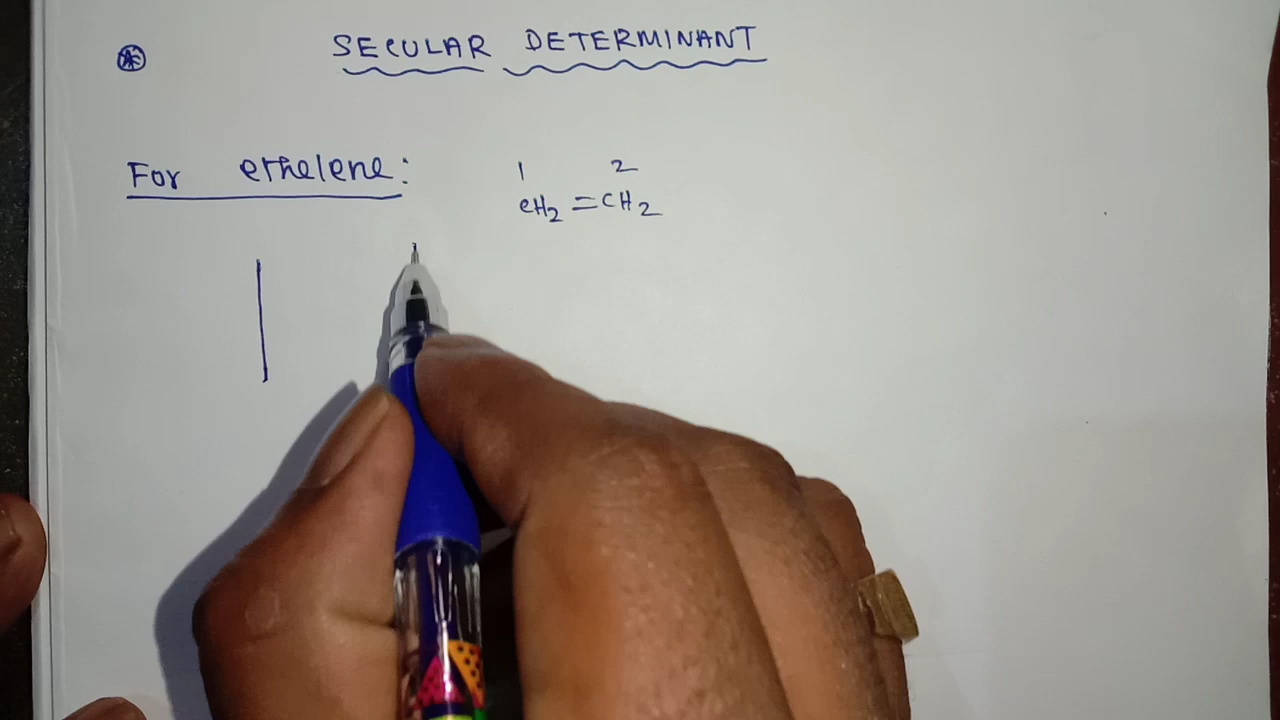 SECULAR DETERMINANT
For ethelene:
1 2
CH2 = CH2